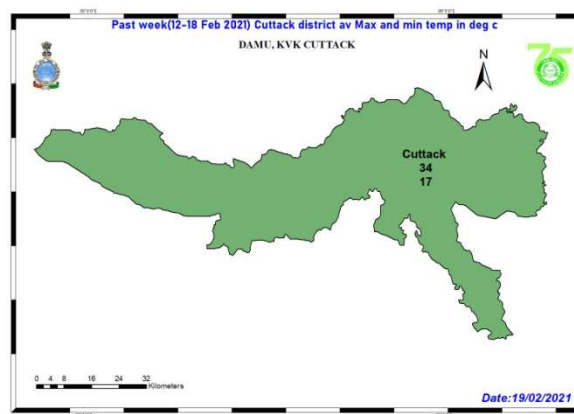 Past week(12-18 Feb 2021) Cuttack district av Max and min temp in deg c
DAMU, KVK CUTTACK
N
75
Cuttack
34
17
0 4 8 16 24 32
Kilometers
Date:19/02/2021